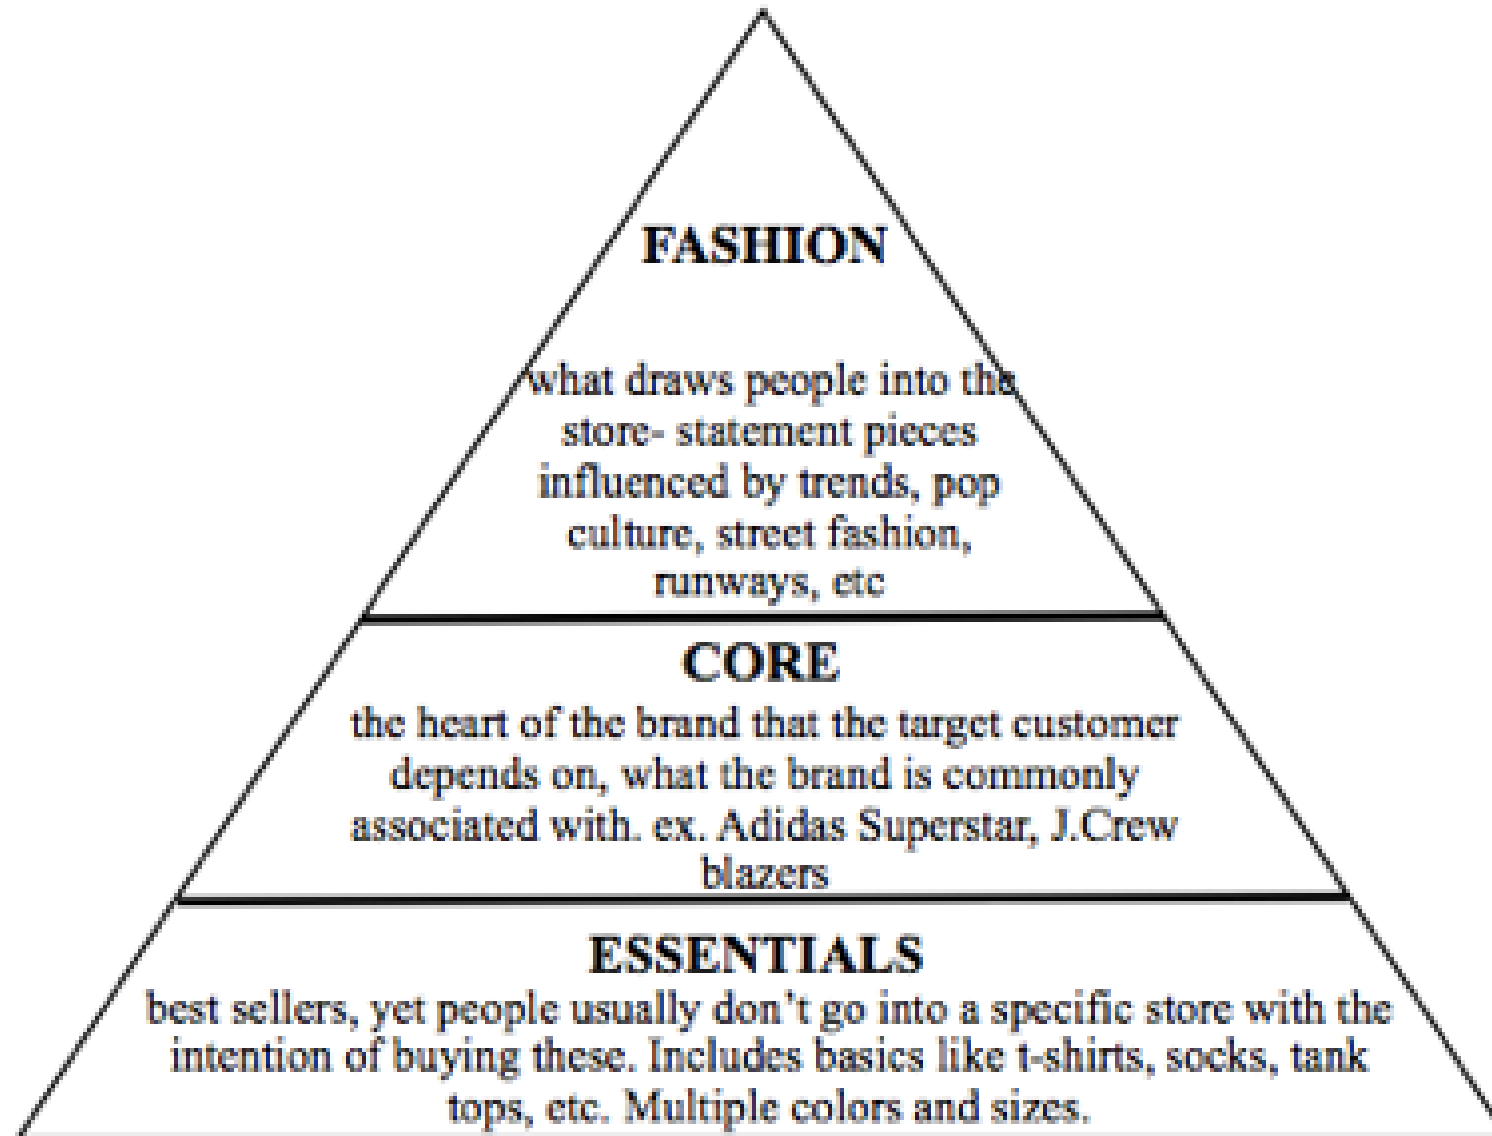 FASHION
what draws people into the
store- statement pieces
influenced by trends, pop
culture, street fashion,
runways, etc
CORE
the heart of the brand that the target customer
depends on, what the brand is commonly
associated with. ex. Adidas Superstar, J.Crew
blazers
ESSENTIALS
best sellers, yet people usually don't go into a specific store with the
intention of buying these. Includes basics like t-shirts, socks, tank
tops, etc. Multiple colors and sizes.